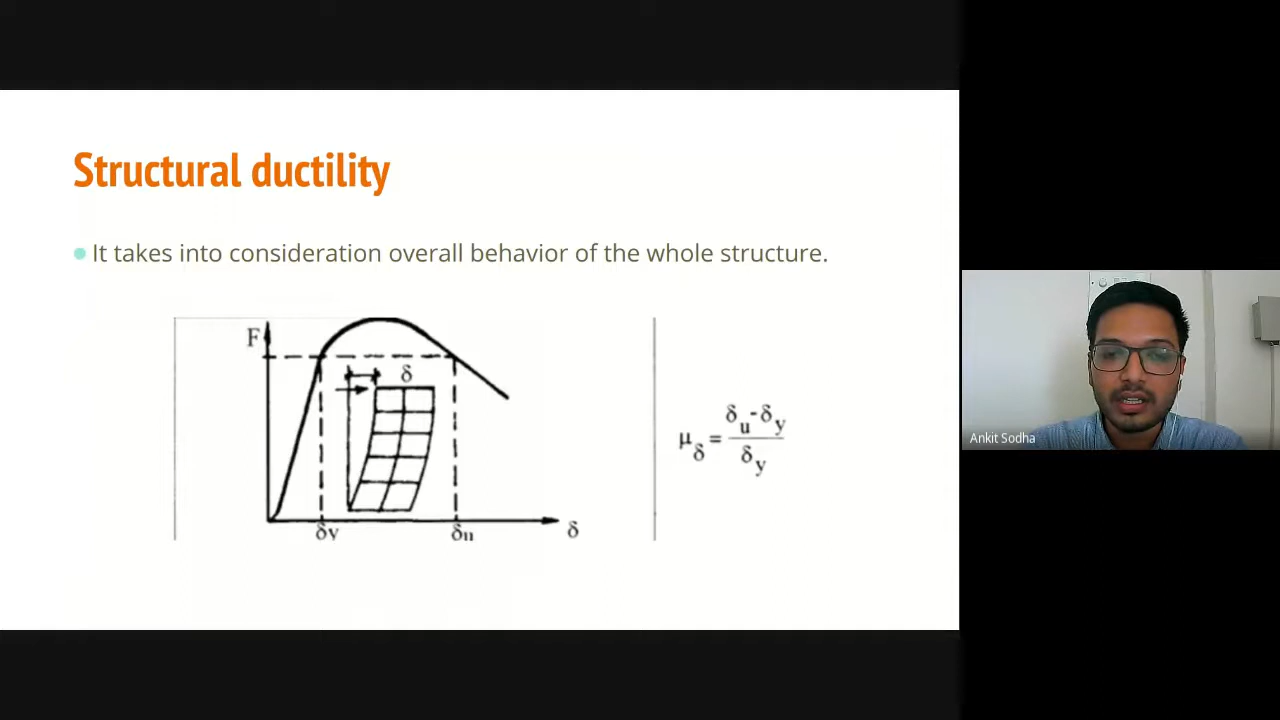 Structural ductility
It takes into consideration overall behavior of the whole structure.
F
δ
δy
δu
δ
μδ = δu-δy
δy
Ankit Sodha